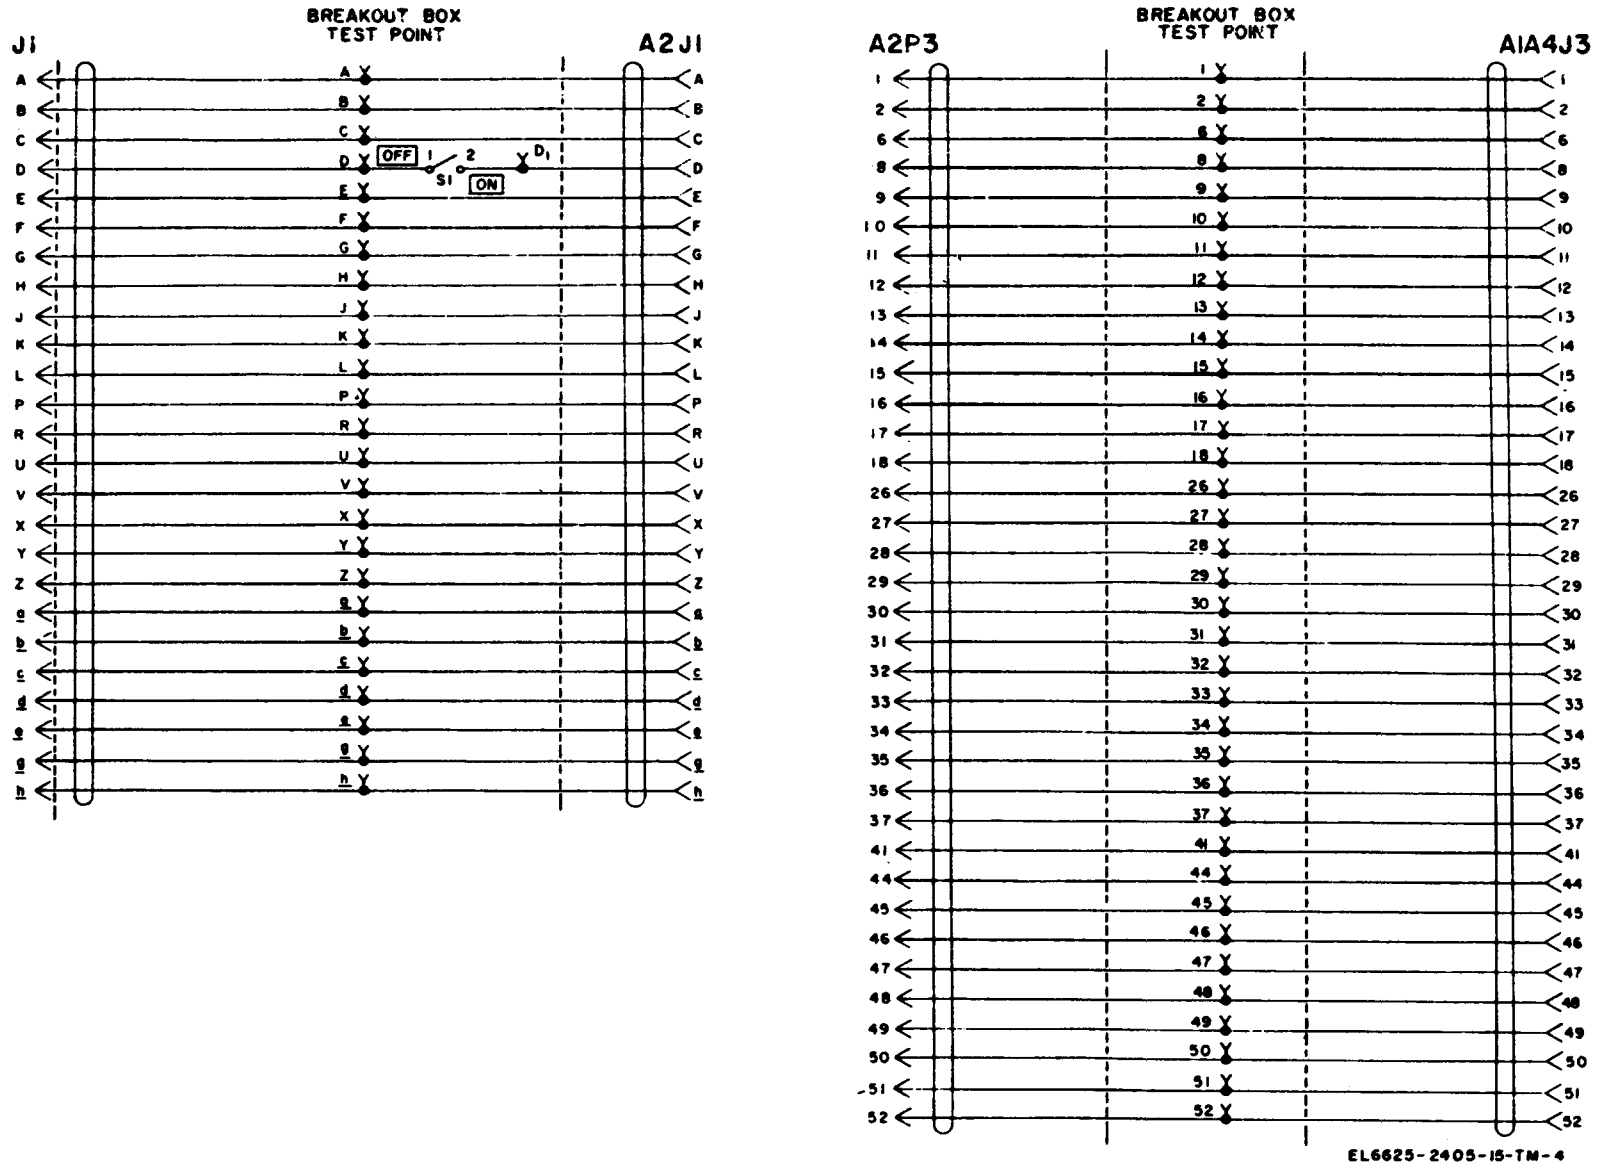 BREAKOUT BOX
TEST POINT
J1 A2J1
A A A
B B B
C C C
D D OFF 1 2 D1 D
S1 ON
E E E
F F F
G G G
H H H
J J J
K K K
L L L
P P P
R R R
U U U
V V V
X X X
Y Y Y
Z Z Z
a a a
b b b
c c c
d d d
e e e
g g g
h h h
BREAKOUT BOX
TEST POINT
A2P3 A1A4J3
1 1 1
2 2 2
6 6 6
8 8 8
9 9 9
10 10 10
11 11 11
12 12 12
13 13 13
14 14 14
15 15 15
16 16 16
17 17 17
18 18 18
26 26 26
27 27 27
28 28 28
29 29 29
30 30 30
31 31 31
32 32 32
33 33 33
34 34 34
35 35 35
36 36 36
37 37 37
41 41 41
44 44 44
45 45 45
46 46 46
47 47 47
48 48 48
49 49 49
50 50 50
51 51 51
52 52 52
EL6625-2405-15-TM-4